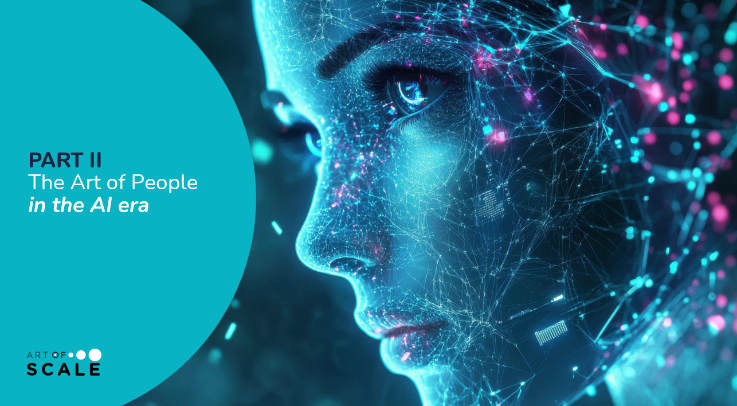 PART II
The Art of People
in the AI era
ART OF
SCALE